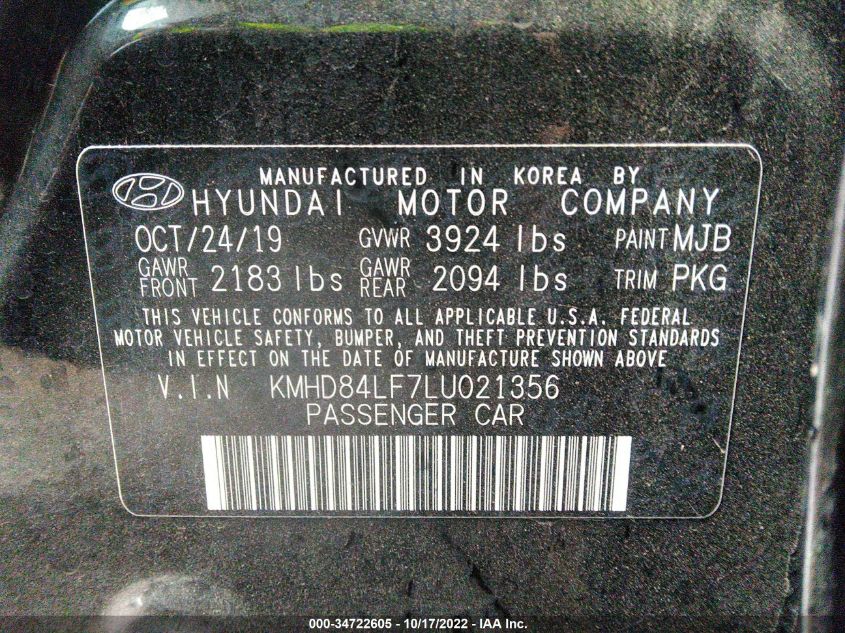 MANUFACTURED IN KOREA BY
HYUNDAI MOTOR COMPANY
OCT/24/19 GVWR 3924 lbs PAINT MJB
GAWR FRONT 2183 lbs GAWR REAR 2094 lbs TRIM PKG
THIS VEHICLE CONFORMS TO ALL APPLICABLE U.S.A. FEDERAL
MOTOR VEHICLE SAFETY, BUMPER, AND THEFT PREVENTION STANDARDS
IN EFFECT ON THE DATE OF MANUFACTURE SHOWN ABOVE
V.I.N KMHD84LF7LU021356
PASSENGER CAR
000-34722605 - 10/17/2022 - IAA Inc.